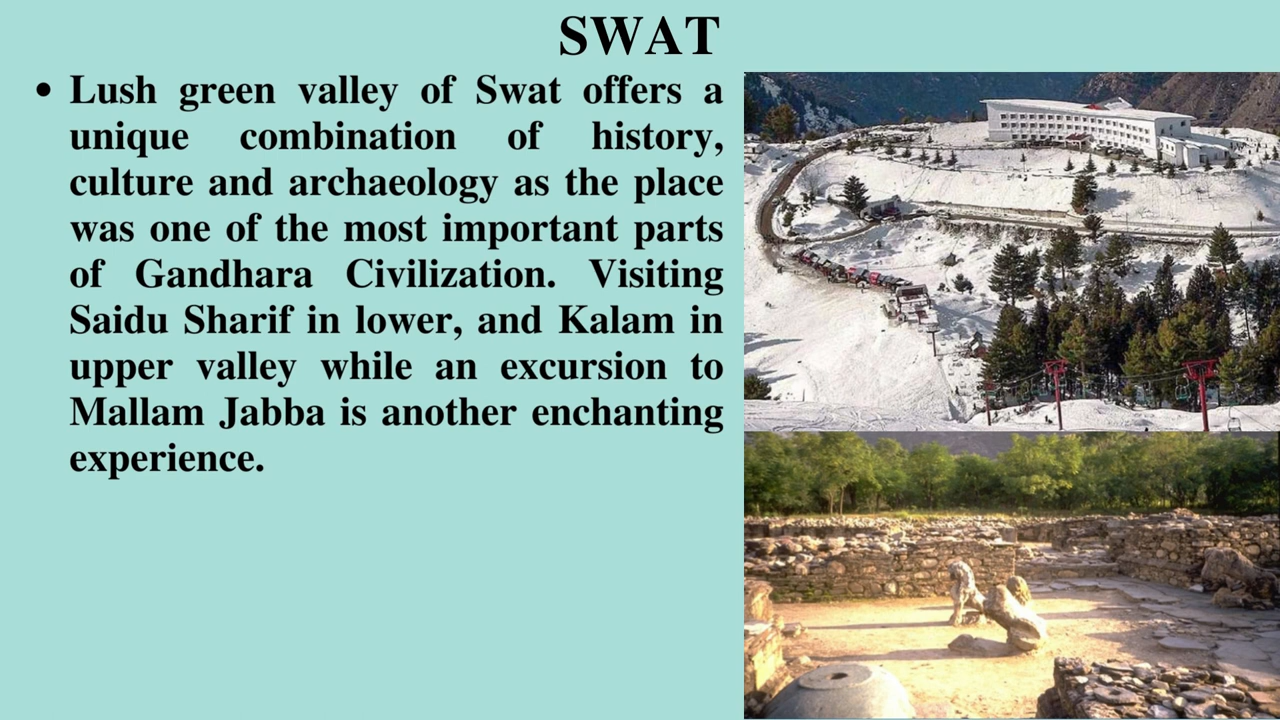 SWAT
• Lush green valley of Swat offers a
unique combination of history,
culture and archaeology as the place
was one of the most important parts
of Gandhara Civilization. Visiting
Saidu Sharif in lower, and Kalam in
upper valley while an excursion to
Mallam Jabba is another enchanting
experience.